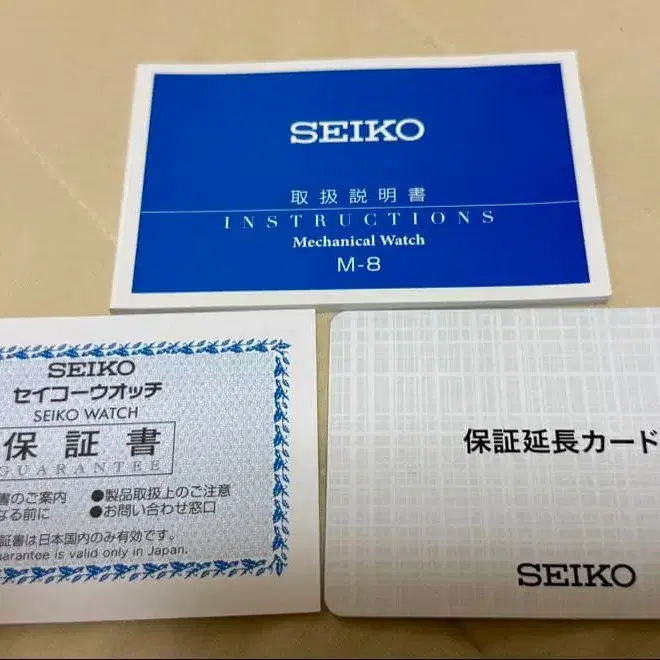 SEIKO
取扱説明書
INSTRUCTIONS
Mechanical Watch
M-8
SEIKO
セイコーウオッチ
SEIKO WATCH
保証書
GUARANTEE
書のご案内 ●製品取扱上のご注意
なる前に ●お問い合わせ窓口
証書は日本国内のみ有効です。
uarantee is valid only in Japan.
保証延長カード
SEIKO